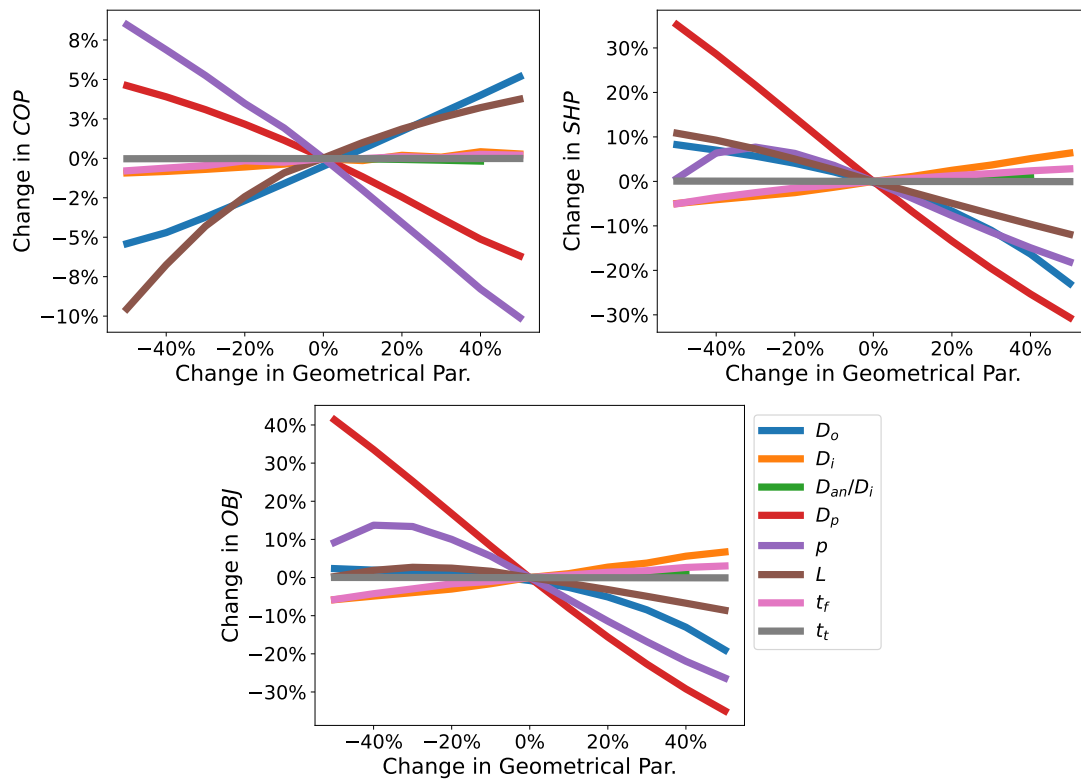 8%
5%
3%
0%
−2%
−5%
−8%
−10%
Change in COP
−40% −20% 0% 20% 40%
Change in Geometrical Par.
30%
20%
10%
0%
−10%
−20%
−30%
Change in SHP
−40% −20% 0% 20% 40%
Change in Geometrical Par.
40%
30%
20%
10%
0%
−10%
−20%
−30%
Change in OBJ
−40% −20% 0% 20% 40%
Change in Geometrical Par.
D_o
D_i
D_an/D_i
D_p
p
L
t_f
t_t